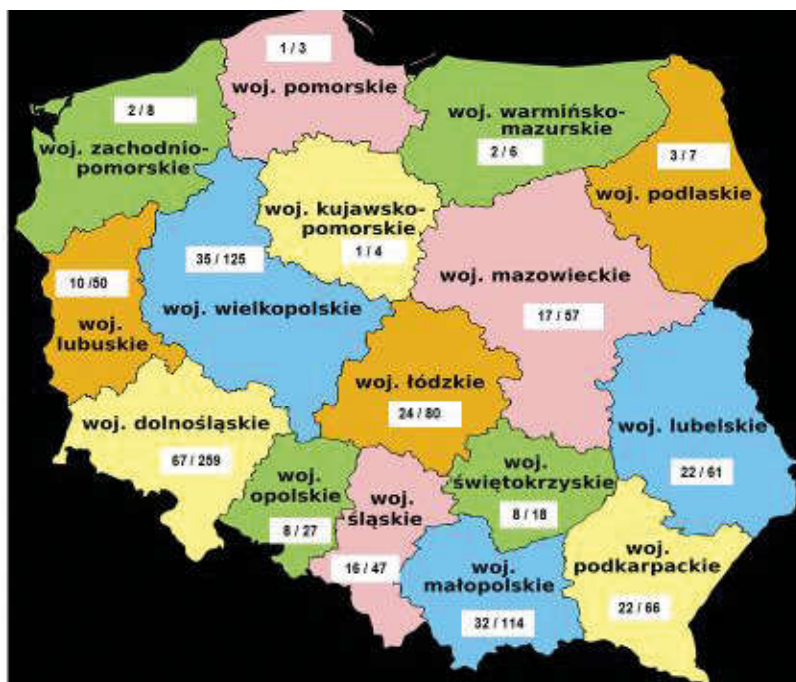 1 / 3
woj. pomorskie
2 / 8
woj. zachodnio-
pomorskie
woj. warmińsko-
mazurskie
2 / 6
3 / 7
woj. podlaskie
woj. kujawsko-
pomorskie
1 / 4
35 / 125
woj. wielkopolskie
woj. mazowieckie
17 / 57
10 /50
woj.
lubuskie
woj. łódzkie
24 / 80
woj. dolnośląskie
67 / 259
woj. lubelskie
22 / 61
woj.
opolskie
8 / 27
woj.
śląskie
16 / 47
woj.
świętokrzyskie
8 / 18
woj.
małopolskie
32 / 114
woj.
podkarpackie
22 / 66